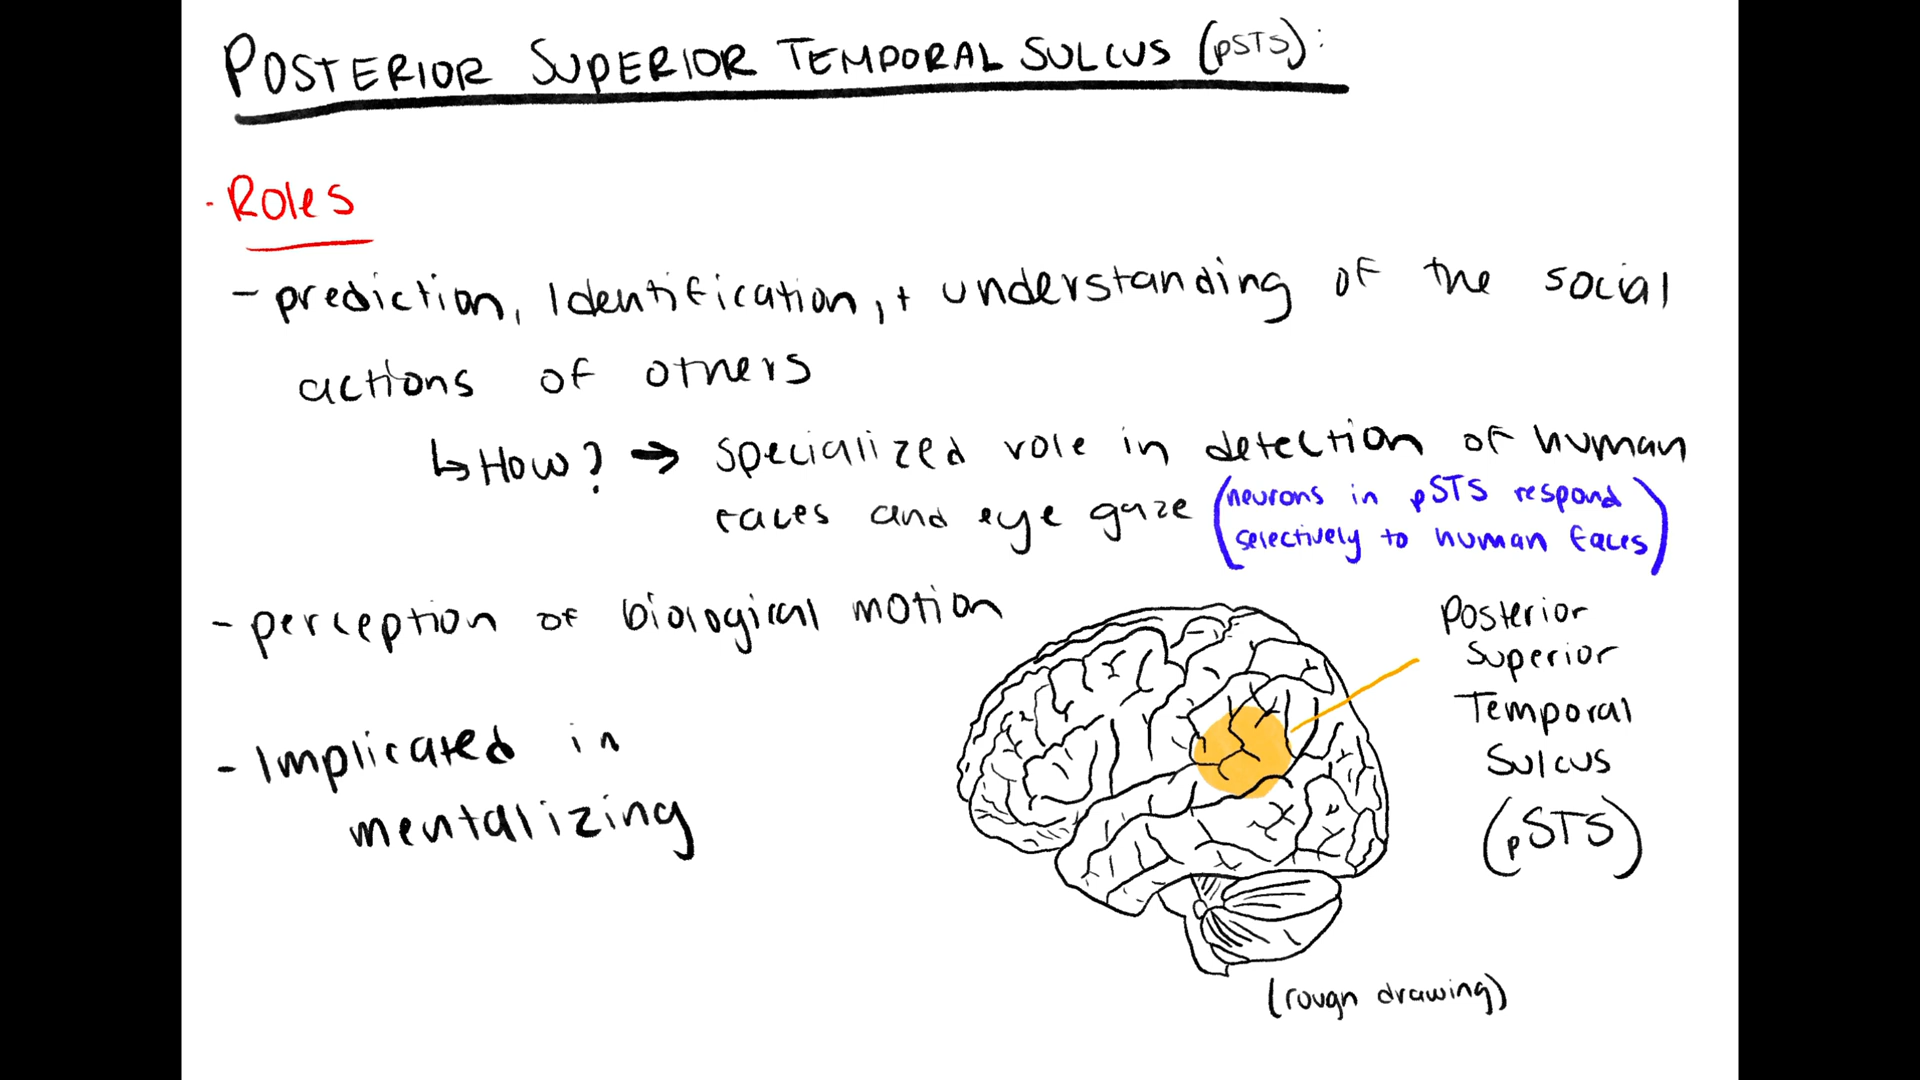 POSTERIOR SUPERIOR TEMPORAL SULCUS (pSTS):
· Roles
- prediction, Identification, + understanding of the social
actions of others
↳ How? → specialized role in detection of human
faces and eye gaze (neurons in pSTS respond
selectively to human faces)
- perception of biological motion
- Implicated in
mentalizing
Posterior
Superior
Temporal
Sulcus
(pSTS)
(rough drawing)